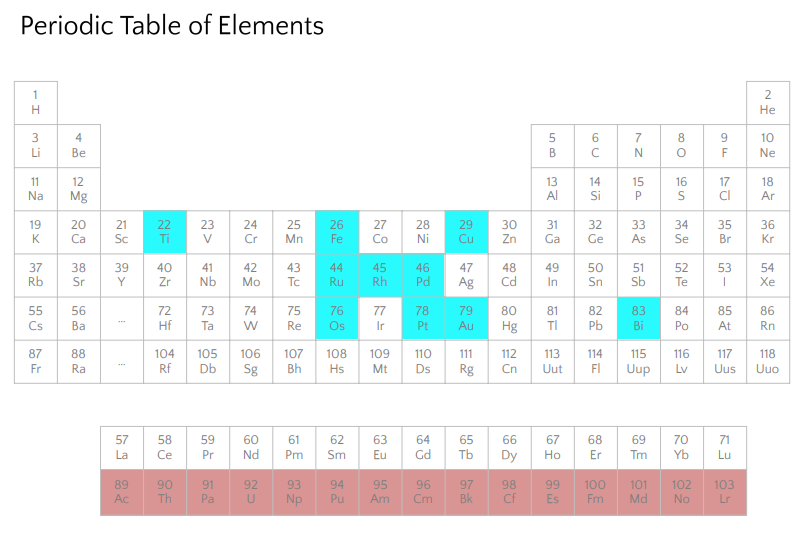 Periodic Table of Elements
1 2
H He
3 4 5 6 7 8 9 10
Li Be B C N O F Ne
11 12 13 14 15 16 17 18
Na Mg Al Si P S Cl Ar
19 20 21 22 23 24 25 26 27 28 29 30 31 32 33 34 35 36
K Ca Sc Ti V Cr Mn Fe Co Ni Cu Zn Ga Ge As Se Br Kr
37 38 39 40 41 42 43 44 45 46 47 48 49 50 51 52 53 54
Rb Sr Y Zr Nb Mo Tc Ru Rh Pd Ag Cd In Sn Sb Te I Xe
55 56 ... 72 73 74 75 76 77 78 79 80 81 82 83 84 85 86
Cs Ba Hf Ta W Re Os Ir Pt Au Hg Tl Pb Bi Po At Rn
87 88 ... 104 105 106 107 108 109 110 111 112 113 114 115 116 117 118
Fr Ra Rf Db Sg Bh Hs Mt Ds Rg Cn Uut Fl Uup Lv Uus Uuo
57 58 59 60 61 62 63 64 65 66 67 68 69 70 71
La Ce Pr Nd Pm Sm Eu Gd Tb Dy Ho Er Tm Yb Lu
89 90 91 92 93 94 95 96 97 98 99 100 101 102 103
Ac Th Pa U Np Pu Am Cm Bk Cf Es Fm Md No Lr